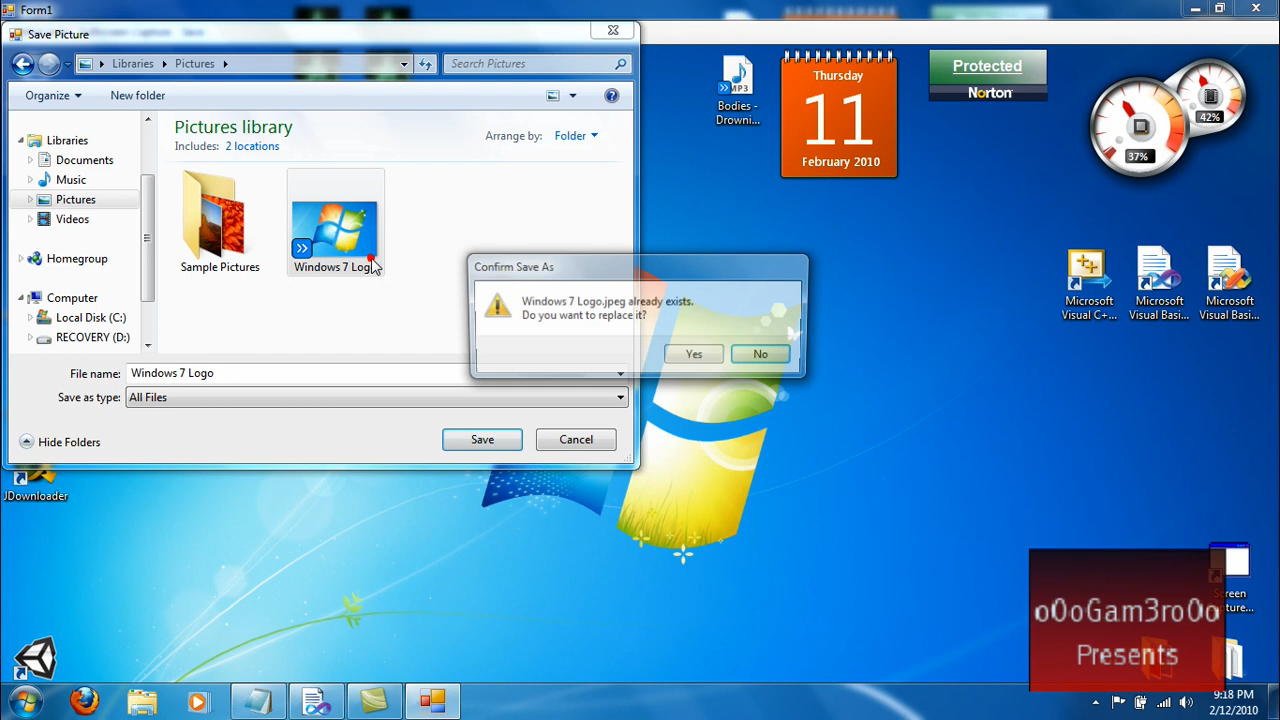 Form1
Save Picture
Libraries
Pictures
Search Pictures
Organize
New folder
Pictures library
Includes: 2 locations
Arrange by: Folder
Libraries
Documents
Music
Pictures
Videos
Homegroup
Computer
Local Disk (C:)
RECOVERY (D:)
Sample Pictures
Windows 7 Logo
File name: Windows 7 Logo
Save as type: All Files
Hide Folders
Save
Cancel
Confirm Save As
Windows 7 Logo.jpeg already exists.
Do you want to replace it?
Yes
No
MP3
Bodies -
Drowni...
Thursday
11
February 2010
Protected
Norton
37%
42%
Microsoft
Visual C+...
Microsoft
Visual Basi...
Microsoft
Visual Basi...
JDownloader
Screen
...pture...
o0oGam3ro0o
Presents
9:18 PM
2/12/2010